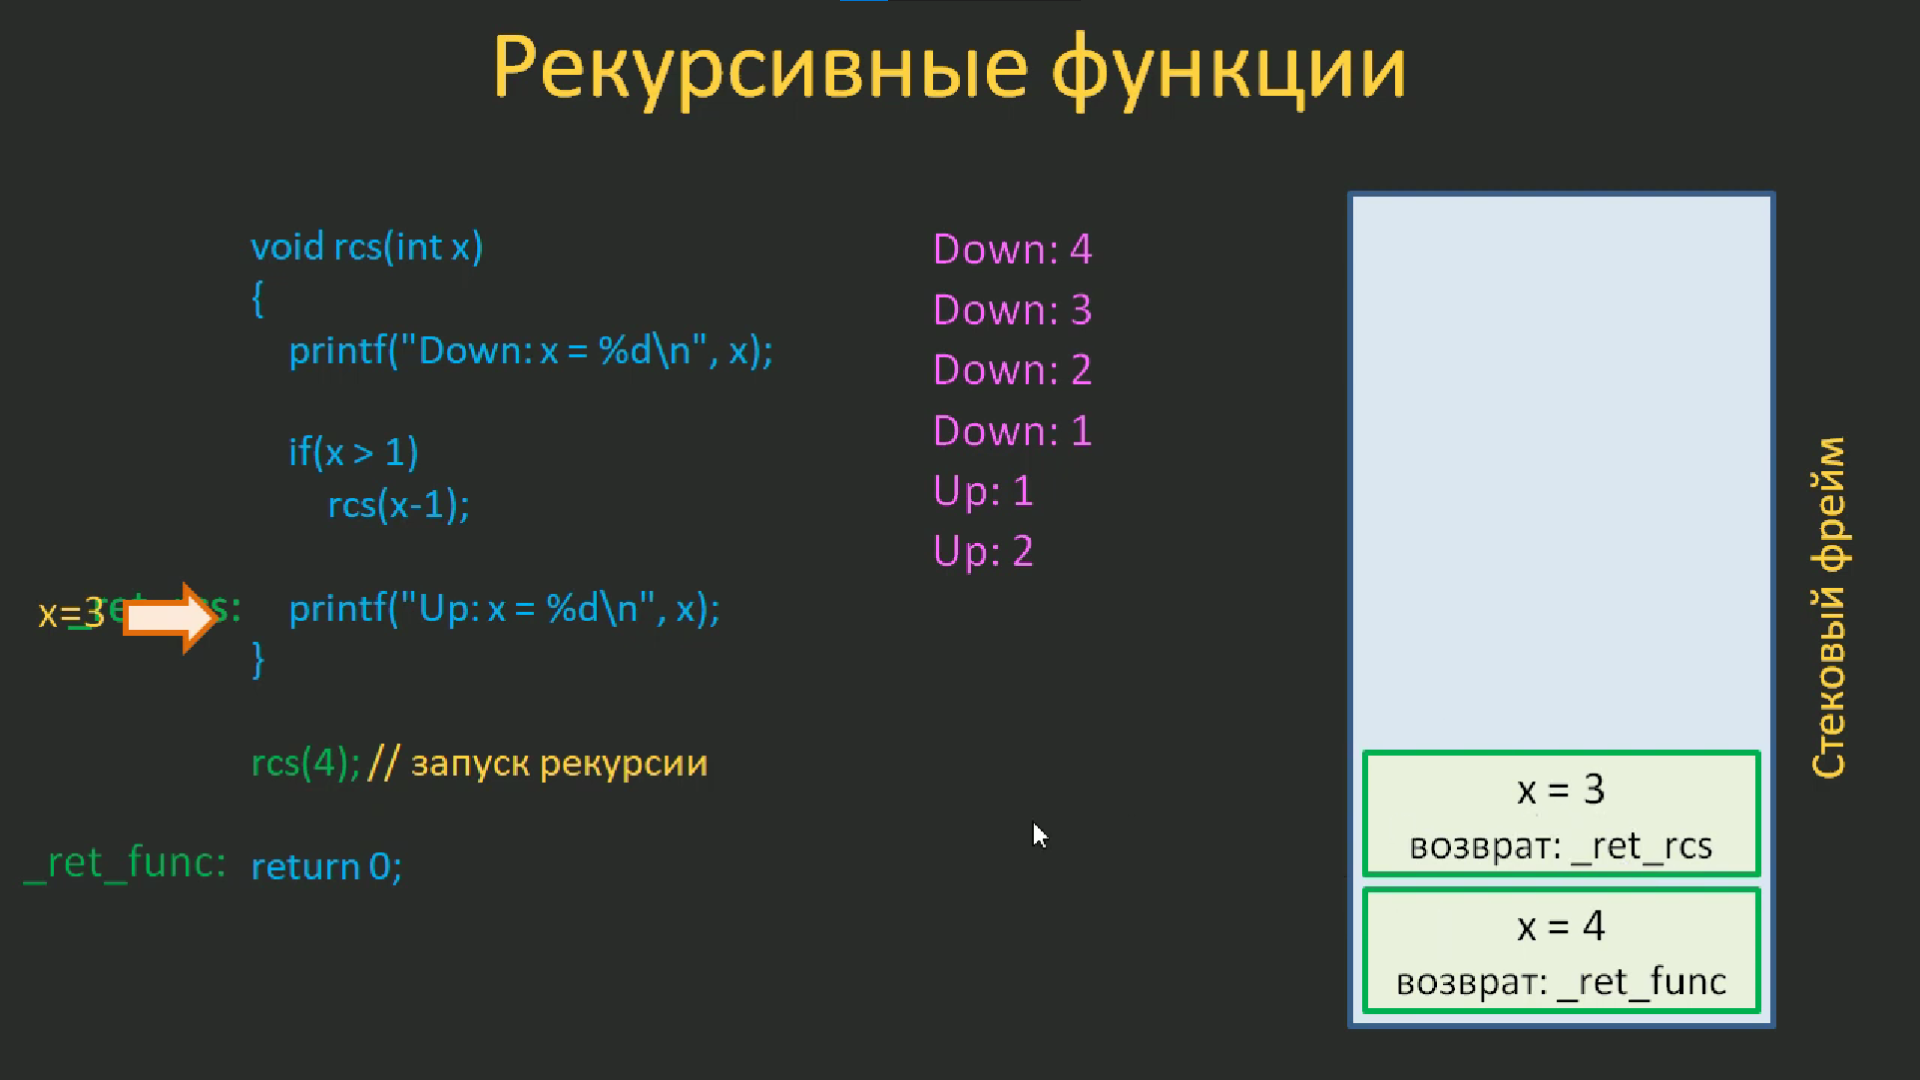 Рекурсивные функции
void rcs(int x)
{
printf("Down: x = %d\n", x);
if(x > 1)
rcs(x-1);
x=3
printf("Up: x = %d\n", x);
}
rcs(4); // запуск рекурсии
_ret_func: return 0;
Down: 4
Down: 3
Down: 2
Down: 1
Up: 1
Up: 2
x = 3
возврат: _ret_rcs
x = 4
возврат: _ret_func
Стековый фрейм